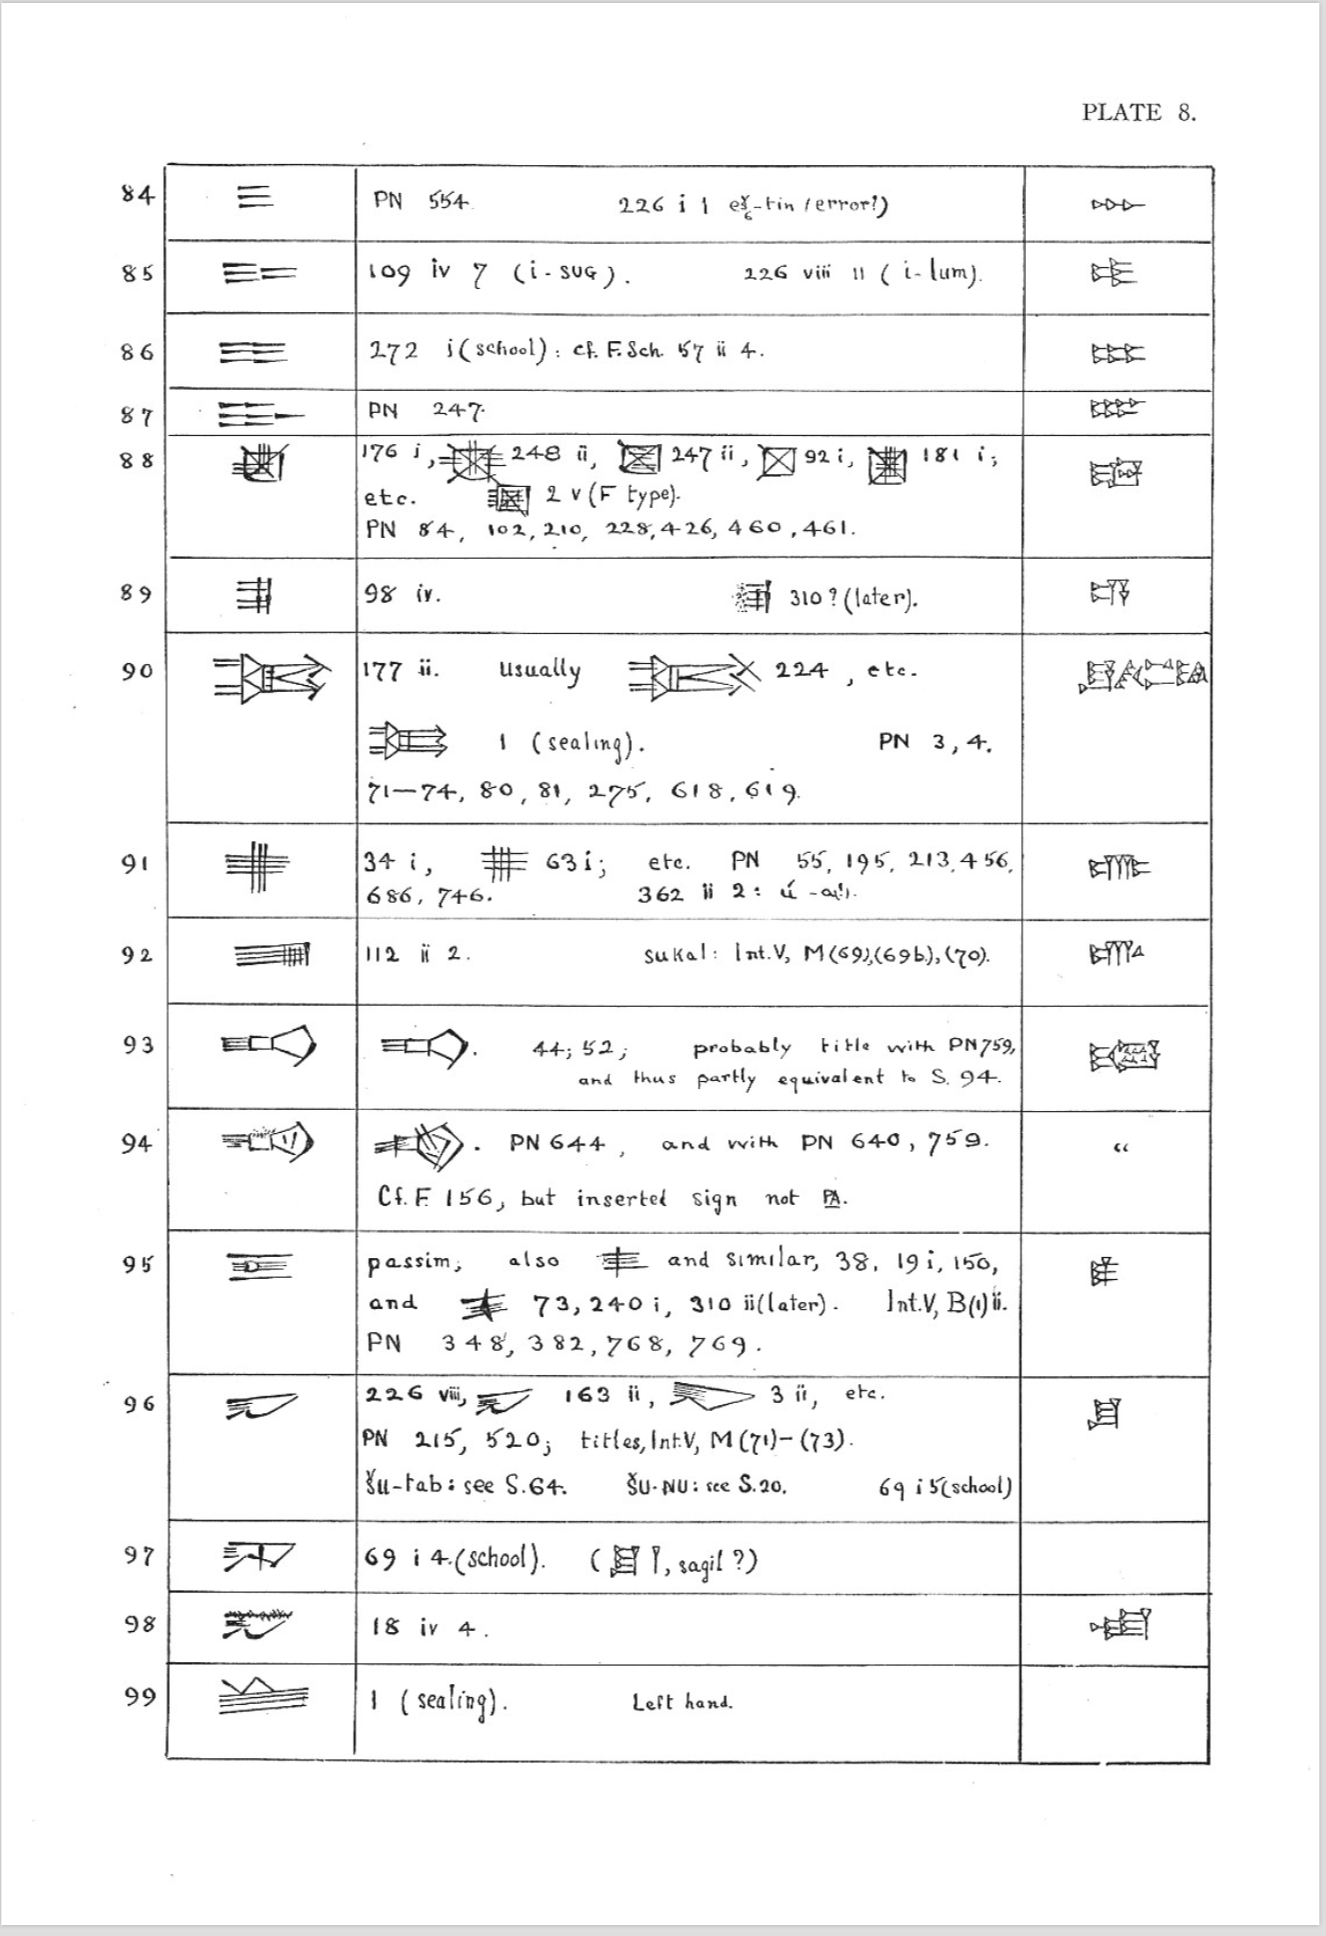 PLATE 8.
84 PN 554. 226 i 1 (error!)
85 109 iv 7 (i-SUG). 226 viii 11 (i-lum).
86 272 i (school): cf. F.Sch. 57 ii 4.
87 PN 247.
88 176 i, 248 ii, 247 ii, 92 i, 181 i;
etc. 2 v (F type).
PN 84, 102, 210, 228, 426, 460, 461.
89 98 iv. 310? (later).
90 177 ii. usually 224, etc.
1 (sealing). PN 3, 4,
71—74, 80, 81, 275, 618, 619.
91 34 i, 63 i; etc. PN 55, 195, 213, 456,
686, 746. 362 ii 2:
92 112 ii 2. sukal: Int.V, M(69),(69b),(70).
93 . 44; 52; probably title with PN 759,
and thus partly equivalent to S. 94.
94 . PN 644, and with PN 640, 759. “
Cf. F. 156, but inserted sign not PA.
95 passim; also and similar, 38, 19 i, 150,
and 73, 240 i, 310 ii (later). Int.V, B(1) ii.
PN 348, 382, 768, 769.
96 226 viii, 163 ii, 3 ii, etc.
PN 215, 520; titles, Int.V, M(71)-(73).
šu-tab: see S.64. ŠU-NU: see S.20. 69 i 5 (school)
97 69 i 4. (school). ( , sagil?)
98 18 iv 4.
99 1 (sealing). Left hand.